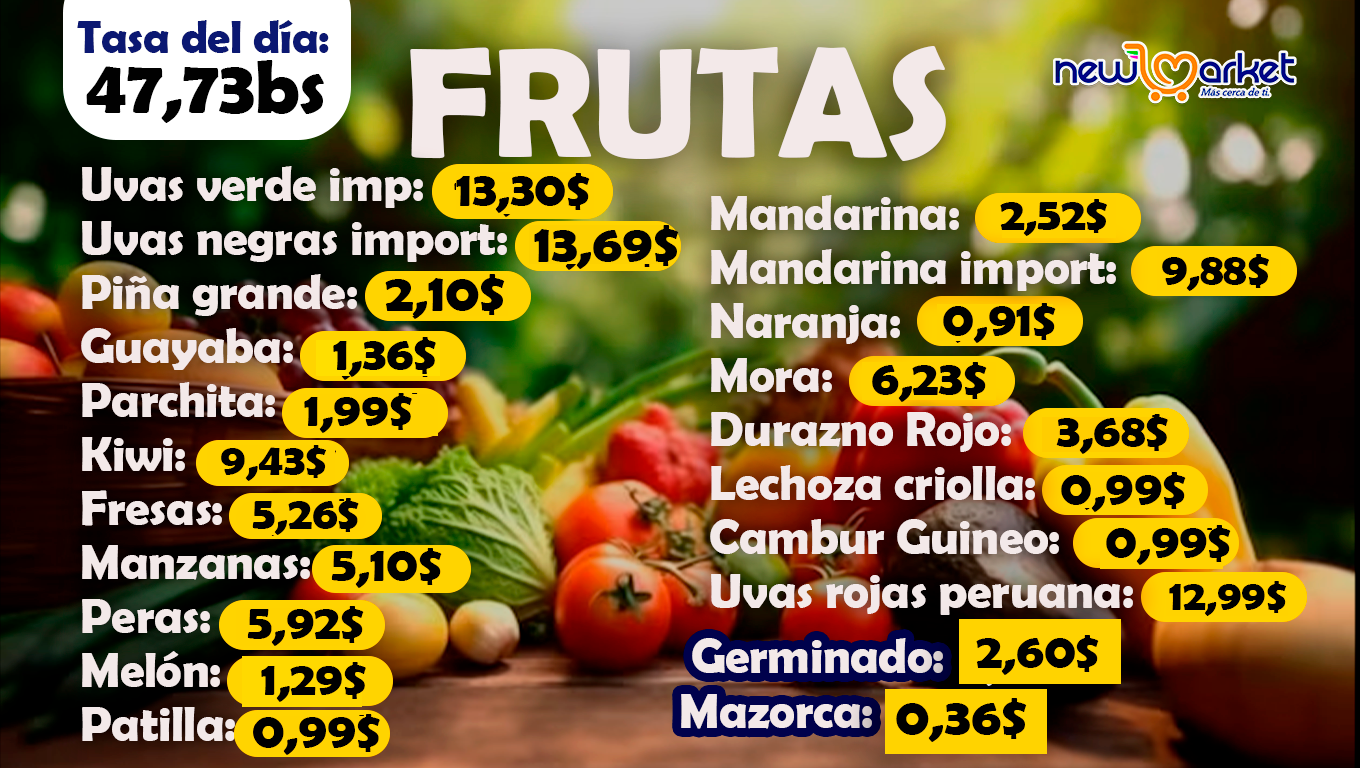 Tasa del día:
47,73bs
FRUTAS
new market
Más cerca de ti.
Uvas verde imp: 13,30$
Uvas negras import: 13,69$
Piña grande: 2,10$
Guayaba: 1,36$
Parchita: 1,99$
Kiwi: 9,43$
Fresas: 5,26$
Manzanas: 5,10$
Peras: 5,92$
Melón: 1,29$
Patilla: 0,99$
Mandarina: 2,52$
Mandarina import: 9,88$
Naranja: 0,91$
Mora: 6,23$
Durazno Rojo: 3,68$
Lechoza criolla: 0,99$
Cambur Guineo: 0,99$
Uvas rojas peruana: 12,99$
Germinado: 2,60$
Mazorca: 0,36$